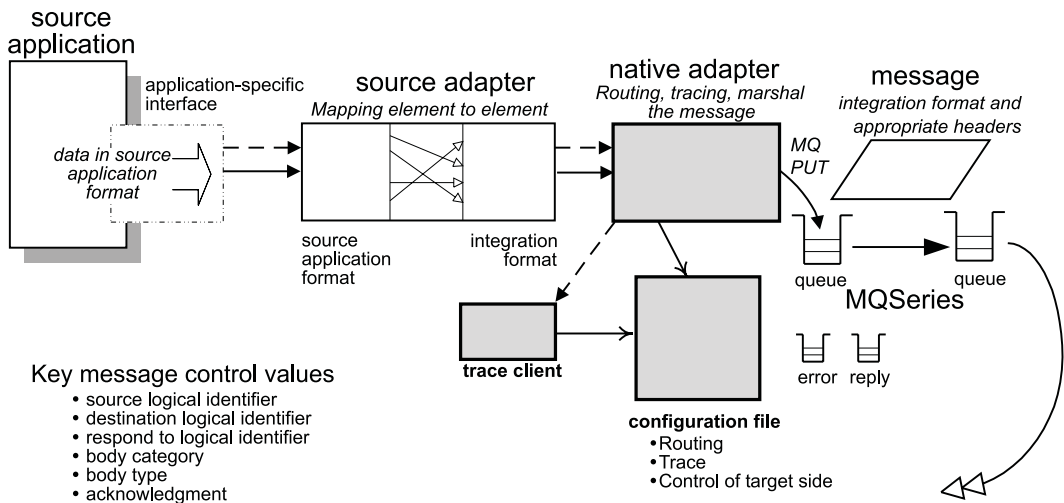 source
application
application-specific
interface
data in source
application
format
source adapter
Mapping element to element
source
application
format
integration
format
native adapter
Routing, tracing, marshal
the message
MQ
PUT
message
integration format and
appropriate headers
queue
queue
MQSeries
error
reply
trace client
configuration file
•Routing
•Trace
•Control of target side
Key message control values
• source logical identifier
• destination logical identifier
• respond to logical identifier
• body category
• body type
• acknowledgment